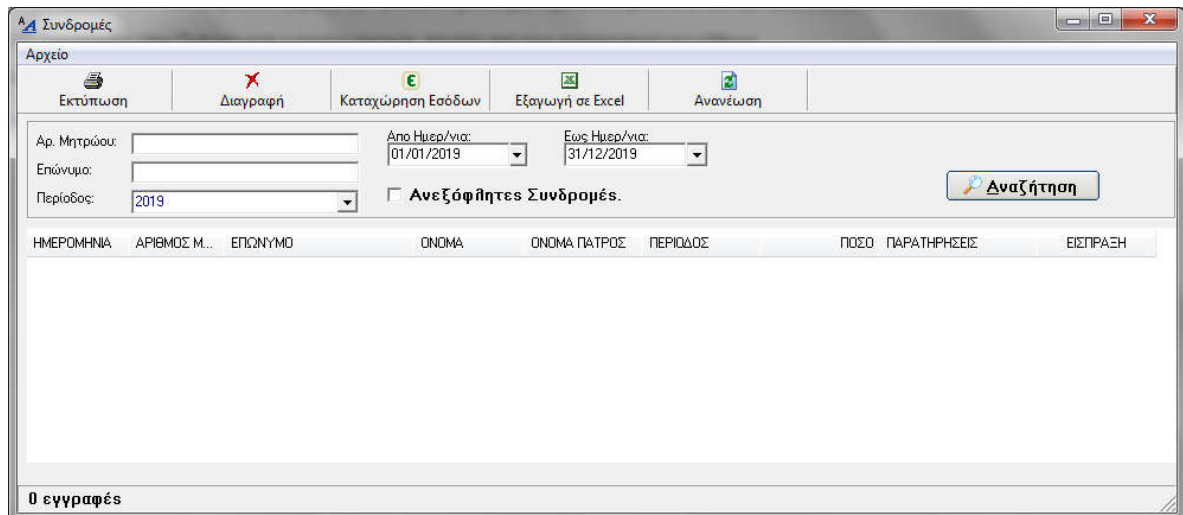 Συνδρομές
Αρχείο
Εκτύπωση Διαγραφή Καταχώρηση Εσόδων Εξαγωγή σε Excel Ανανέωση
Αρ. Μητρώου: Απο Ημερ/νια: Εως Ημερ/νια:
01/01/2019 31/12/2019
Επώνυμο:
Περίοδος: 2019 Ανεξόφλητες Συνδρομές. Αναζήτηση
ΗΜΕΡΟΜΗΝΙΑ ΑΡΙΘΜΟΣ Μ... ΕΠΩΝΥΜΟ ΟΝΟΜΑ ΟΝΟΜΑ ΠΑΤΡΟΣ ΠΕΡΙΟΔΟΣ ΠΟΣΟ ΠΑΡΑΤΗΡΗΣΕΙΣ ΕΙΣΠΡΑΞΗ
0 εγγραφές